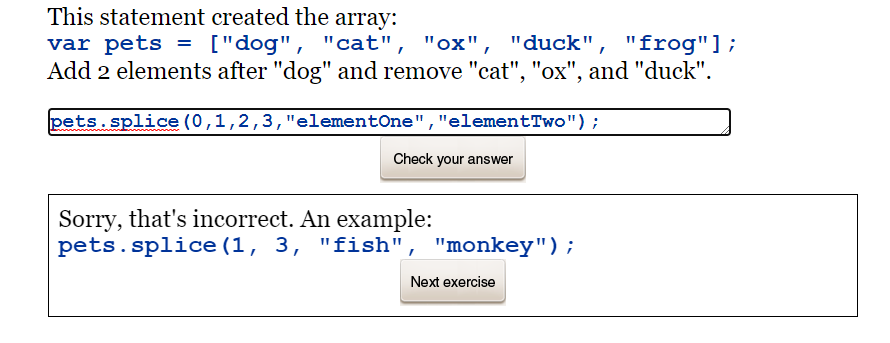 This statement created the array:
var pets = ["dog", "cat", "ox", "duck", "frog"];
Add 2 elements after "dog" and remove "cat", "ox", and "duck".
pets.splice(0,1,2,3,"elementOne","elementTwo");
Check your answer
Sorry, that's incorrect. An example:
pets.splice(1, 3, "fish", "monkey");
Next exercise